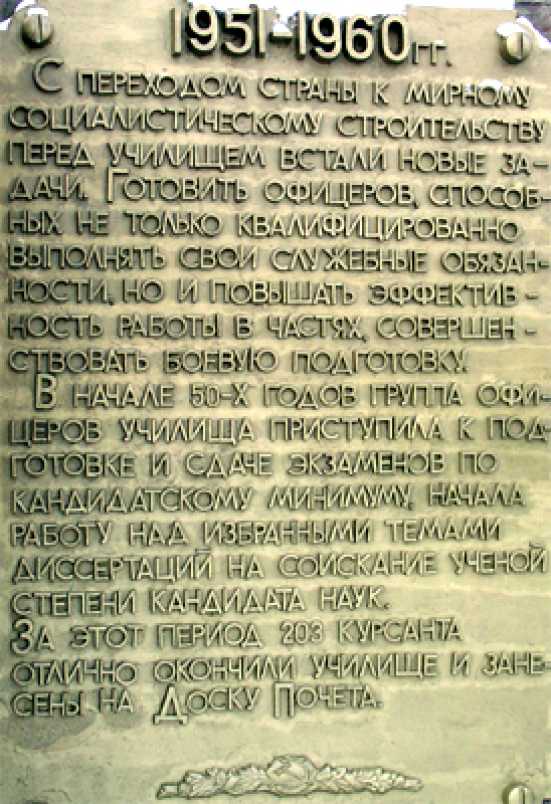 1951-1960 гг.
С ПЕРЕХОДОМ СТРАНЫ К МИРНОМУ
СОЦИАЛИСТИЧЕСКОМУ СТРОИТЕЛЬСТВУ
ПЕРЕД УЧИЛИЩЕМ ВСТАЛИ НОВЫЕ ЗА-
ДАЧИ. ГОТОВИТЬ ОФИЦЕРОВ, СПОСОБ-
НЫХ НЕ ТОЛЬКО КВАЛИФИЦИРОВАННО
ВЫПОЛНЯТЬ СВОИ СЛУЖЕБНЫЕ ОБЯЗАН-
НОСТИ, НО И ПОВЫШАТЬ ЭФФЕКТИВ-
НОСТЬ РАБОТЫ В ЧАСТЯХ, СОВЕРШЕН-
СТВОВАТЬ БОЕВУЮ ПОДГОТОВКУ.
В НАЧАЛЕ 50-Х ГОДОВ ГРУППА ОФИ-
ЦЕРОВ УЧИЛИЩА ПРИСТУПИЛА К ПОД-
ГОТОВКЕ И СДАЧЕ ЭКЗАМЕНОВ ПО
КАНДИДАТСКОМУ МИНИМУМУ, НАЧАЛА
РАБОТУ НАД ИЗБРАННЫМИ ТЕМАМИ
ДИССЕРТАЦИЙ НА СОИСКАНИЕ УЧЕНОЙ
СТЕПЕНИ КАНДИДАТА НАУК.
ЗА ЭТОТ ПЕРИОД 203 КУРСАНТА
ОТЛИЧНО ОКОНЧИЛИ УЧИЛИЩЕ И ЗАНЕ-
СЕНЫ НА ДОСКУ ПОЧЕТА.